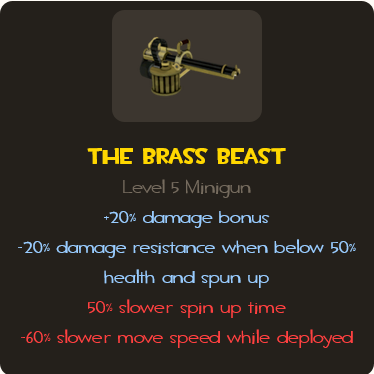 THE BRASS BEAST
Level 5 Minigun
+20% damage bonus
-20% damage resistance when below 50%
health and spun up
50% slower spin up time
-60% slower move speed while deployed